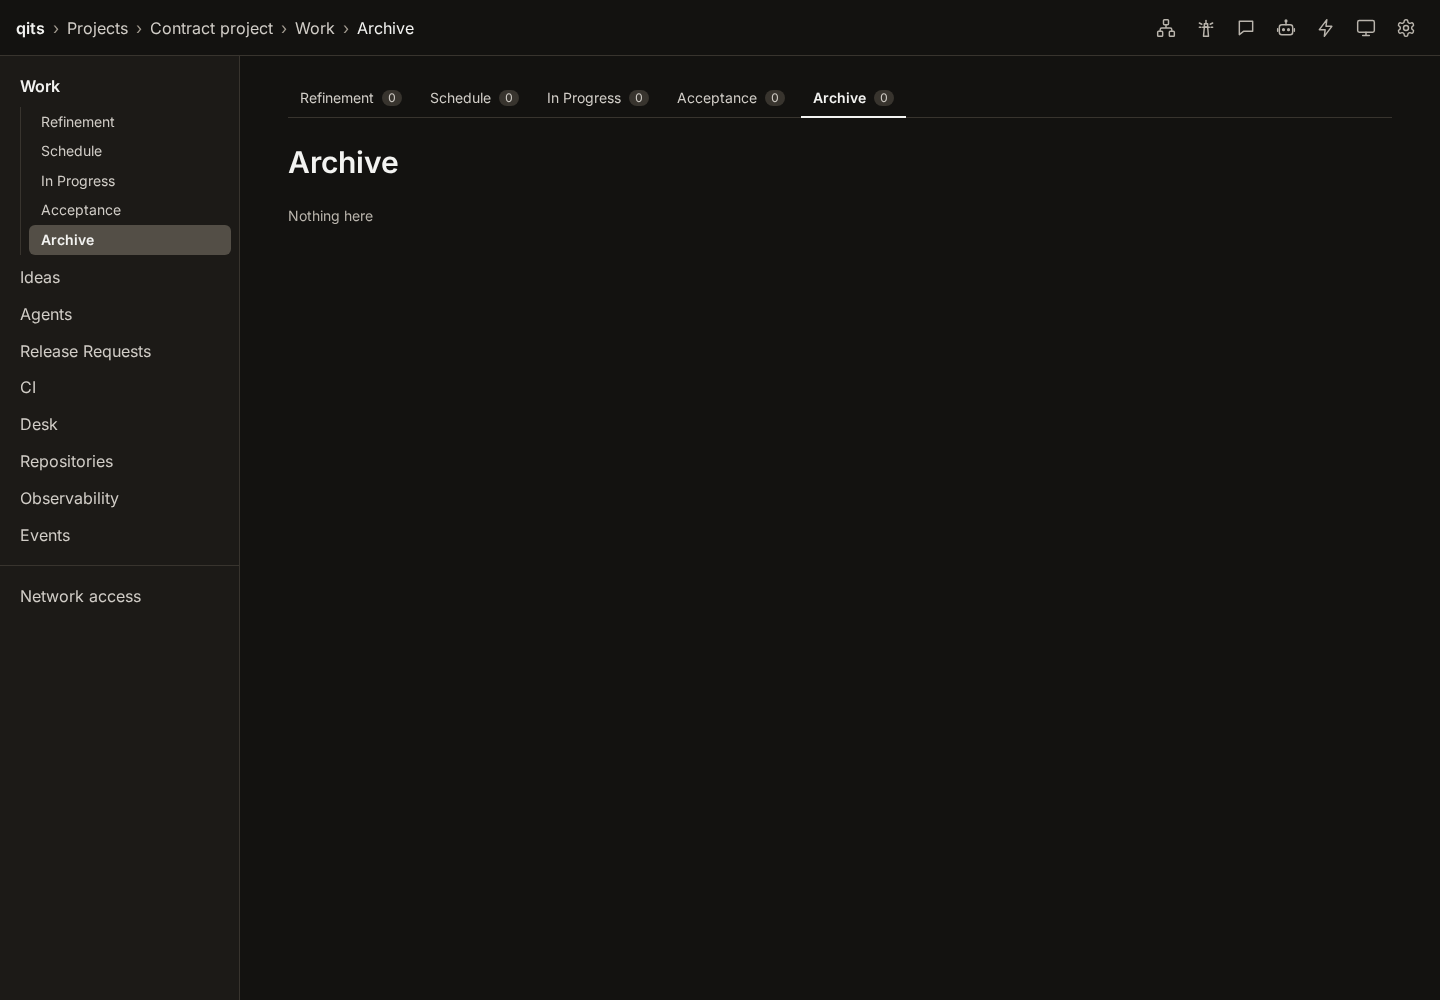 qits › Projects › Contract project › Work › Archive
Work
Refinement
Schedule
In Progress
Acceptance
Archive
Ideas
Agents
Release Requests
CI
Desk
Repositories
Observability
Events
Network access
Refinement 0 Schedule 0 In Progress 0 Acceptance 0 Archive 0
Archive
Nothing here